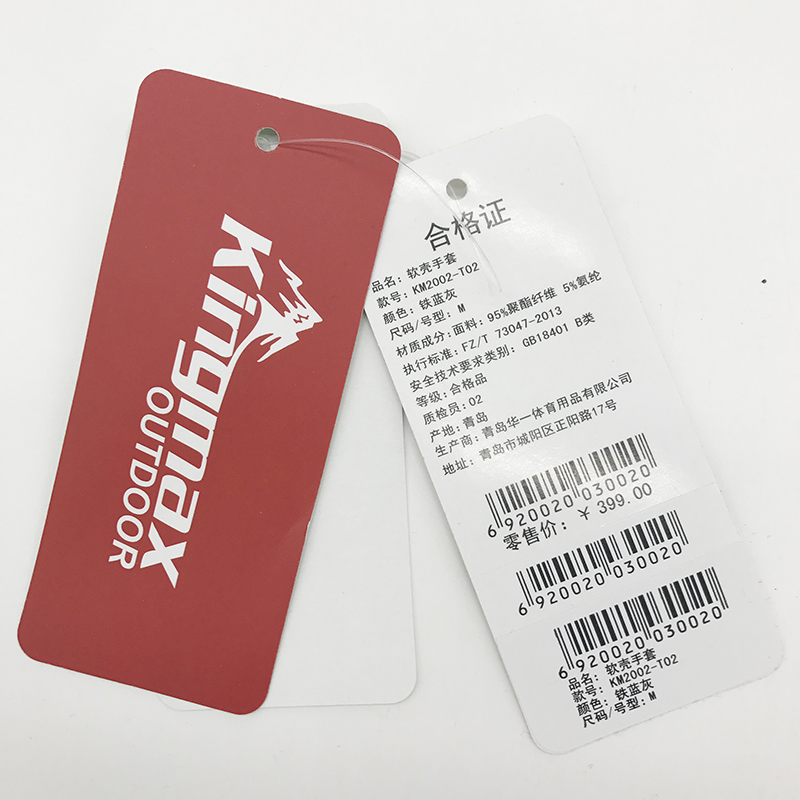 Kingmax
OUTDOOR
合格证
品名: 软壳手套
款号: KM2002-T02
颜色: 铁蓝灰
尺码/号型: M
材质成分: 面料: 95%聚酯纤维 5%氨纶
执行标准: FZ/T 73047-2013
安全技术要求类别: GB18401 B类
等级: 合格品
质检员: 02
产地: 青岛
生产商: 青岛华一体育用品有限公司
地址: 青岛市城阳区正阳路17号
6 920020 030020
零售价: ¥ 399.00
6 920020 030020
6 920020 030020
品名: 软壳手套
款号: KM2002-T02
颜色: 铁蓝灰
尺码/号型: M